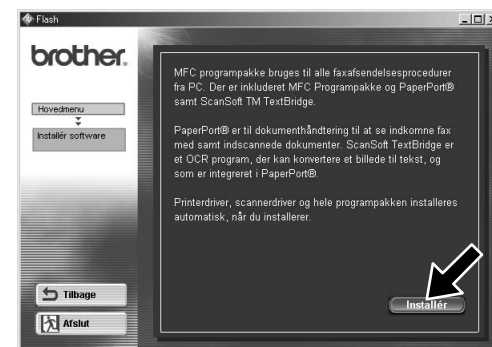 Flash
brother.
Hovedmenu
Installér software
MFC programpakke bruges til alle faxafsendelsesprocedurer
fra PC. Der er inkluderet MFC Programpakke og PaperPort®
samt ScanSoft TM TextBridge.
PaperPort® er til dokumenthåndtering til at se indkomne fax
med samt indscannede dokumenter. ScanSoft TextBridge er
et OCR program, der kan konvertere et billede til tekst, og
som er integreret i PaperPort®.
Printerdriver, scannerdriver og hele programpakken installeres
automatisk, når du installerer.
Installér
Tilbage
Afslut